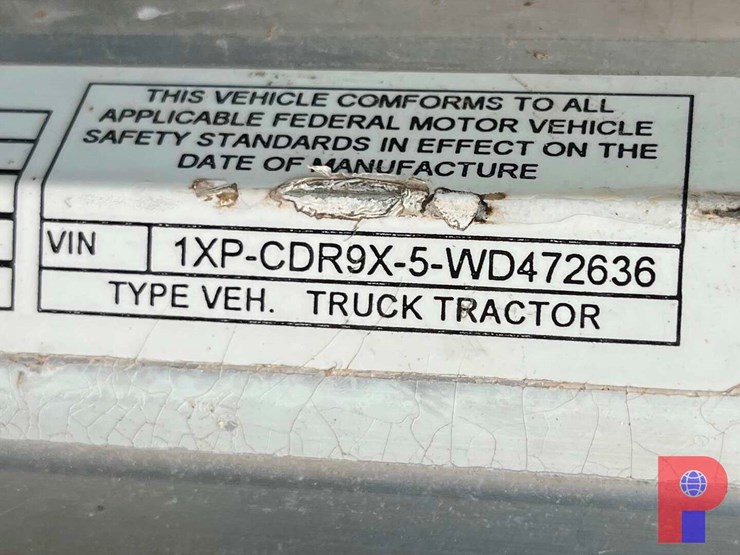 THIS VEHICLE COMFORMS TO ALL
APPLICABLE FEDERAL MOTOR VEHICLE
SAFETY STANDARDS IN EFFECT ON THE
DATE OF MANUFACTURE
VIN 1XP-CDR9X-5-WD472636
TYPE VEH. TRUCK TRACTOR